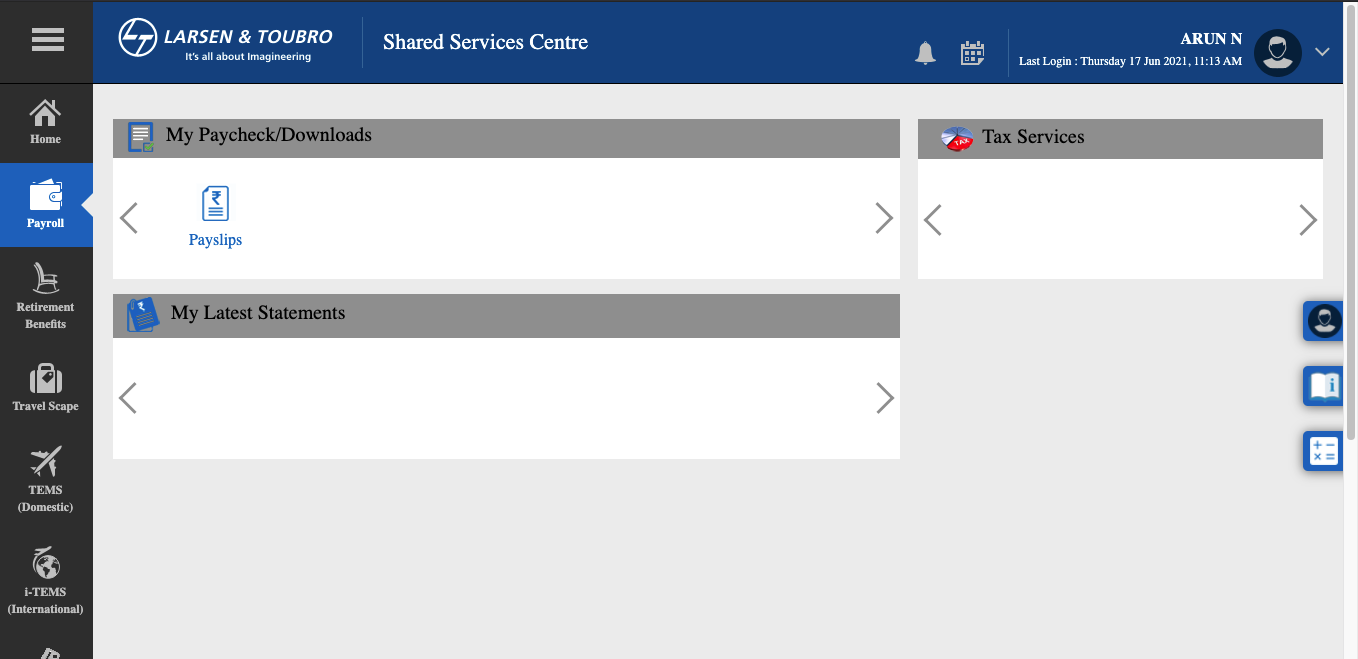 LARSEN & TOUBRO
It's all about Imagineering
Shared Services Centre
ARUN N
Last Login : Thursday 17 Jun 2021, 11:13 AM
Home
Payroll
Retirement
Benefits
Travel Scape
TEMS
(Domestic)
i-TEMS
(International)
My Paycheck/Downloads
₹
Payslips
Tax Services
TAX
My Latest Statements
₹
i
+ −
× =